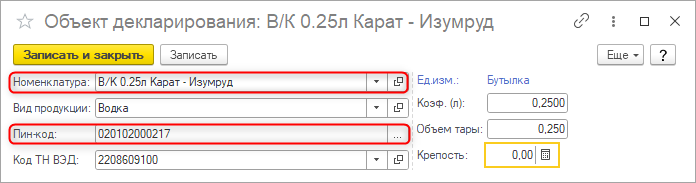 Объект декларирования: В/К 0.25л Карат - Изумруд
Записать и закрыть Записать Еще ?
Номенклатура: В/К 0.25л Карат - Изумруд Ед.изм.: Бутылка
Вид продукции: Водка Коэф. (л): 0,2500
Пин-код: 020102000217 ... Объем тары: 0,250
Код ТН ВЭД: 2208609100 Крепость: 0,00